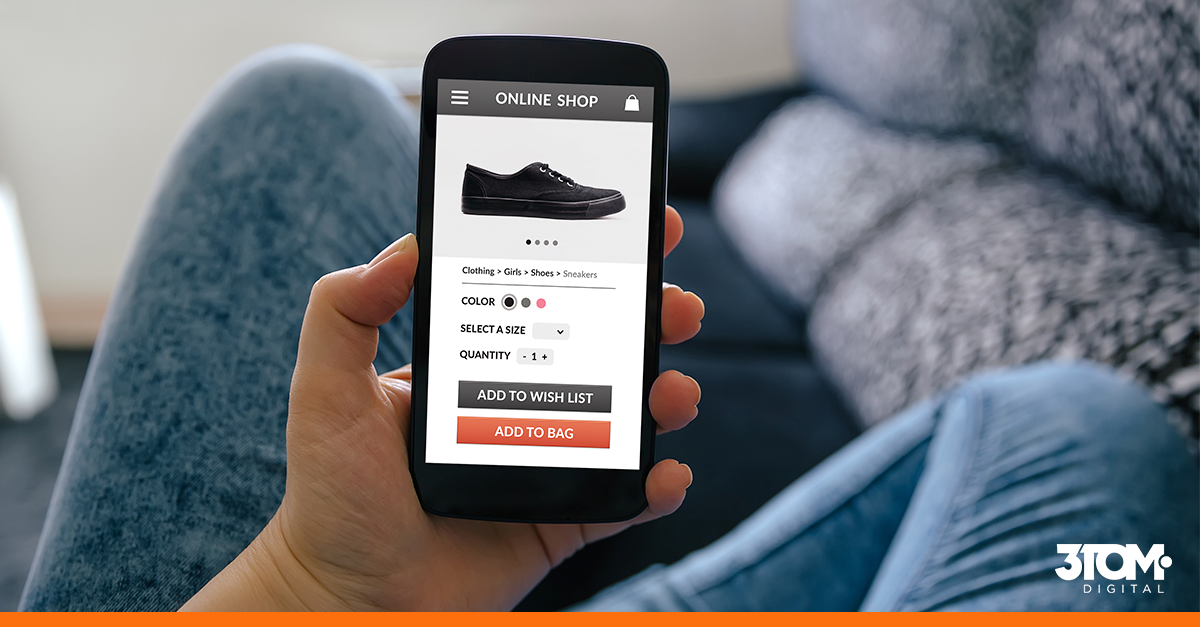 ONLINE SHOP
Clothing > Girls > Shoes > Sneakers
COLOR
SELECT A SIZE
QUANTITY - 1 +
ADD TO WISH LIST
ADD TO BAG
3TOM
DIGITAL